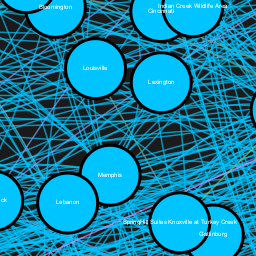 Bloomington
Indian Creek Wildlife Area
Cincinnati
Louisville
Lexington
Memphis
ck
Lebanon
SpringHill Suites Knoxville at Turkey Creek
Gatlinburg